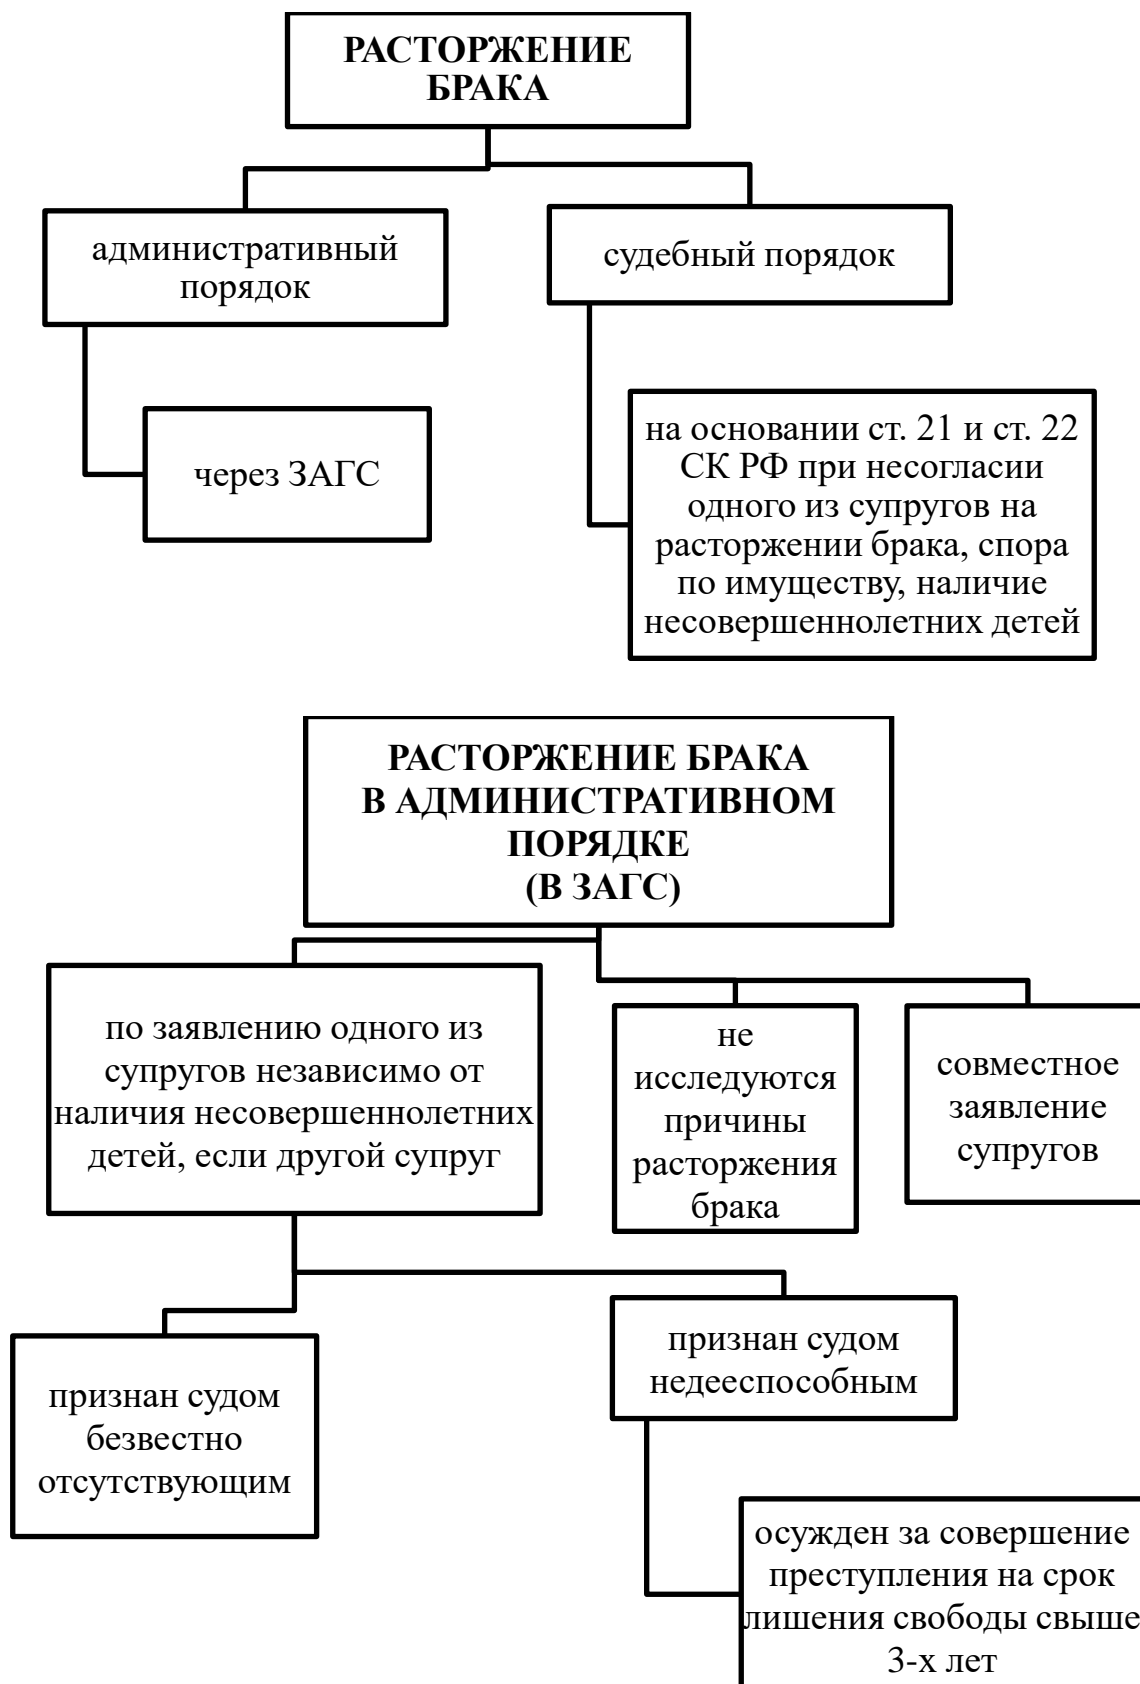 РАСТОРЖЕНИЕ
БРАКА
административный
порядок
судебный порядок
через ЗАГС
на основании ст. 21 и ст. 22
СК РФ при несогласии
одного из супругов на
расторжении брака, спора
по имуществу, наличие
несовершеннолетних детей
РАСТОРЖЕНИЕ БРАКА
В АДМИНИСТРАТИВНОМ
ПОРЯДКЕ
(В ЗАГС)
по заявлению одного из
супругов независимо от
наличия несовершеннолетних
детей, если другой супруг
не
исследуются
причины
расторжения
брака
совместное
заявление
супругов
признан судом
безвестно
отсутствующим
признан судом
недееспособным
осужден за совершение
преступления на срок
лишения свободы свыше
3-х лет